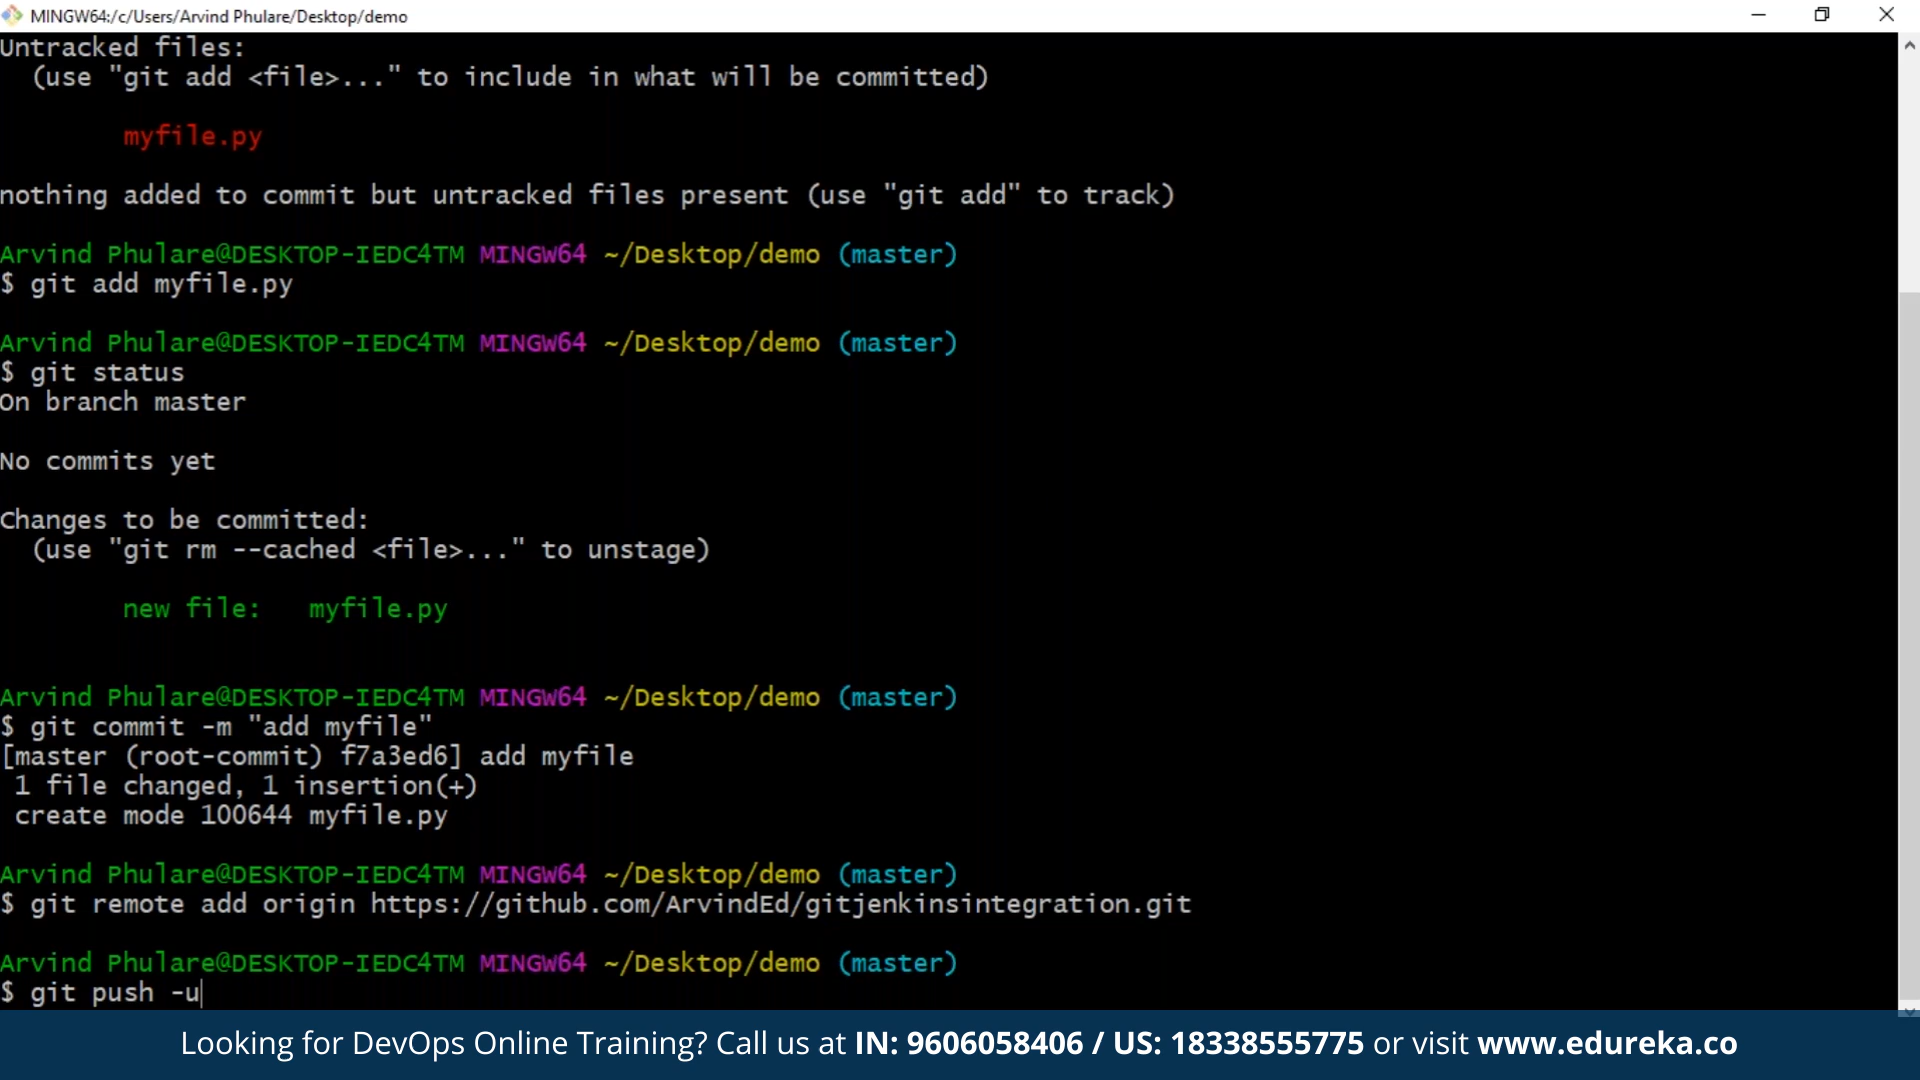 MINGW64:/c/Users/Arvind Phulare/Desktop/demo
Untracked files:
  (use "git add <file>..." to include in what will be committed)
        myfile.py
nothing added to commit but untracked files present (use "git add" to track)
Arvind Phulare@DESKTOP-IEDC4TM MINGW64 ~/Desktop/demo (master)
$ git add myfile.py
Arvind Phulare@DESKTOP-IEDC4TM MINGW64 ~/Desktop/demo (master)
$ git status
On branch master
No commits yet
Changes to be committed:
  (use "git rm --cached <file>..." to unstage)
        new file:   myfile.py
Arvind Phulare@DESKTOP-IEDC4TM MINGW64 ~/Desktop/demo (master)
$ git commit -m "add myfile"
[master (root-commit) f7a3ed6] add myfile
 1 file changed, 1 insertion(+)
 create mode 100644 myfile.py
Arvind Phulare@DESKTOP-IEDC4TM MINGW64 ~/Desktop/demo (master)
$ git remote add origin https://github.com/ArvindEd/gitjenkinsintegration.git
Arvind Phulare@DESKTOP-IEDC4TM MINGW64 ~/Desktop/demo (master)
$ git push -u
Looking for DevOps Online Training? Call us at IN: 9606058406 / US: 18338555775 or visit www.edureka.co